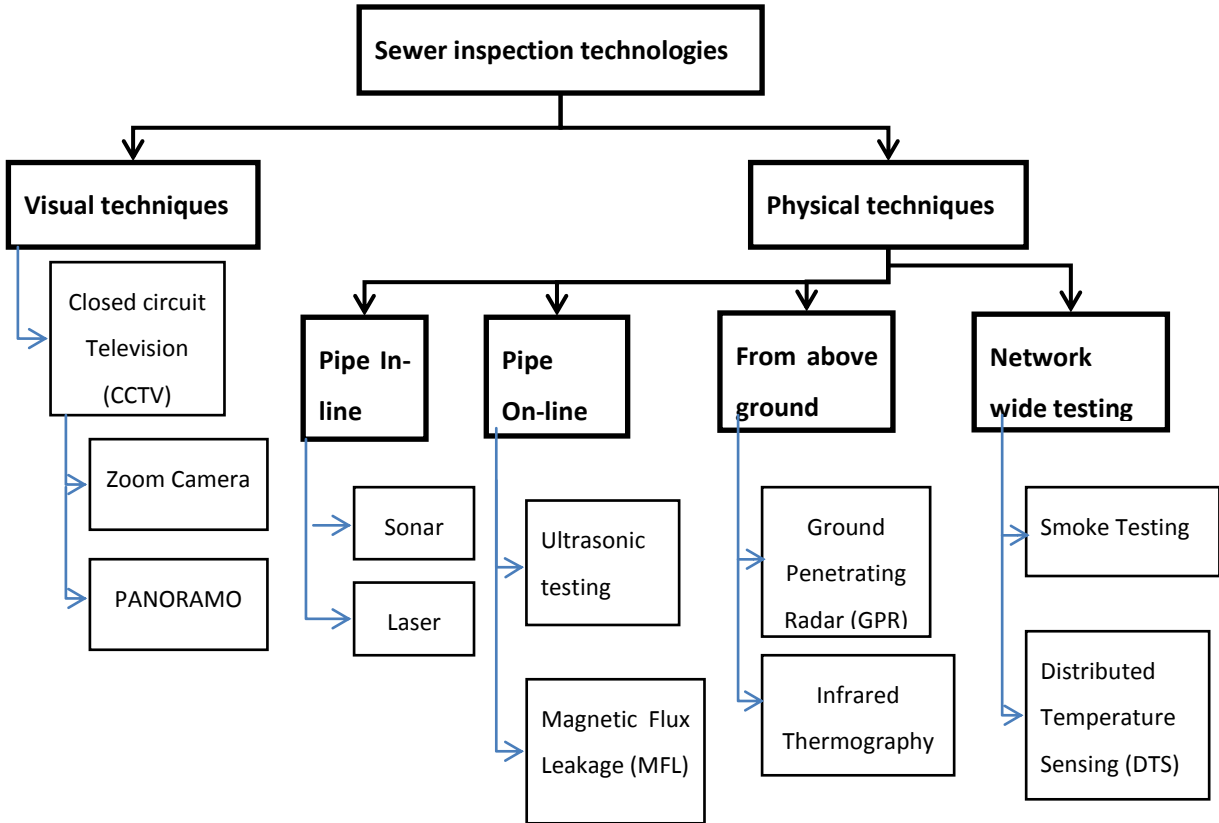 Sewer inspection technologies
Visual techniques
Physical techniques
Closed circuit
Television
(CCTV)
Zoom Camera
PANORAMO
Pipe In-
line
Sonar
Laser
Pipe
On-line
Ultrasonic
testing
Magnetic Flux
Leakage (MFL)
From above
ground
Ground
Penetrating
Radar (GPR)
Infrared
Thermography
Network
wide testing
Smoke Testing
Distributed
Temperature
Sensing (DTS)